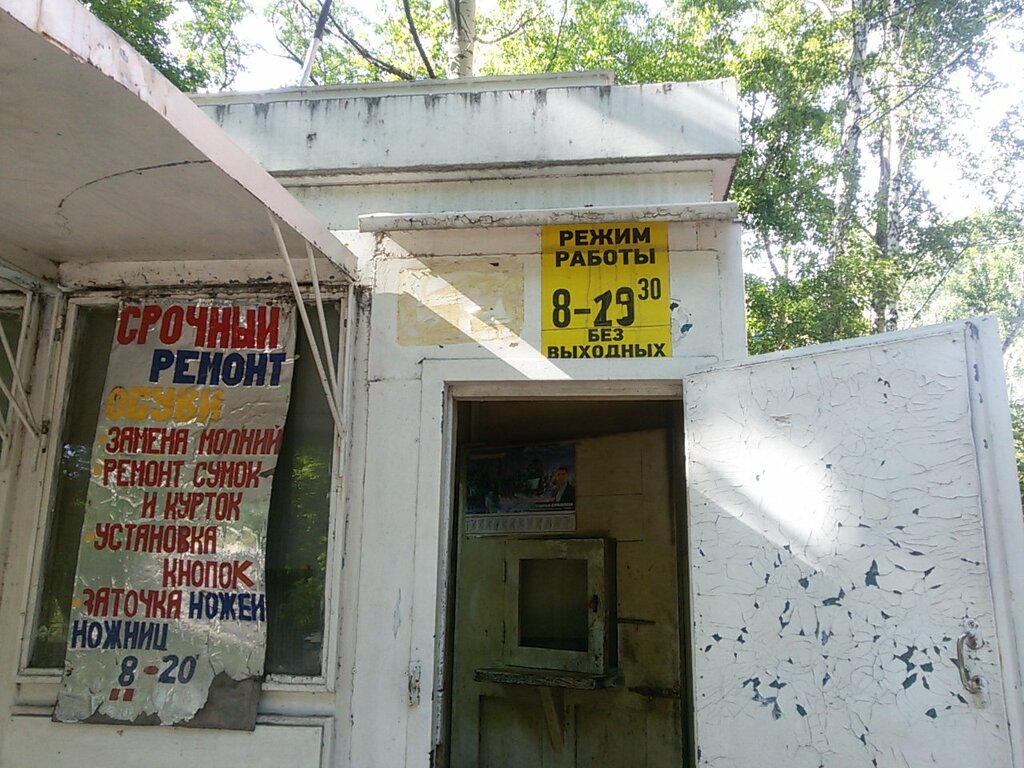 СРОЧНЫЙ
РЕМОНТ
ОБУВИ
ЗАМЕНА МОЛНИЙ
РЕМОНТ СУМОК
И КУРТОК
УСТАНОВКА
КНОПОК
ЗАТОЧКА НОЖЕЙ
НОЖНИЦ
8-20
РЕЖИМ
РАБОТЫ
8-19 30
БЕЗ
ВЫХОДНЫХ